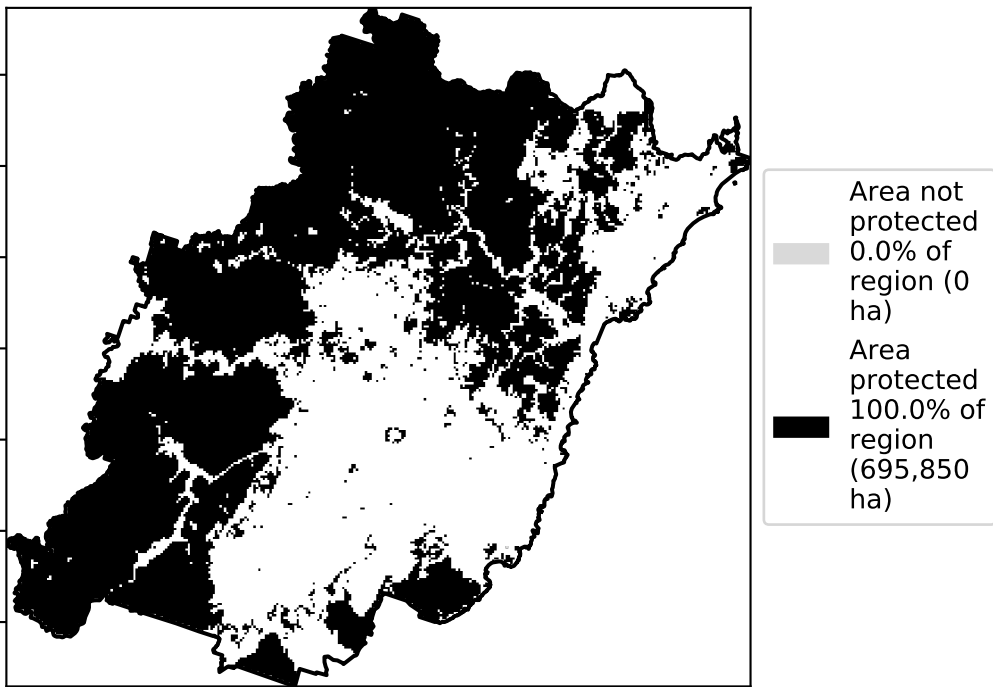 Area not
protected
0.0% of
region (0
ha)
Area
protected
100.0% of
region
(695,850
ha)